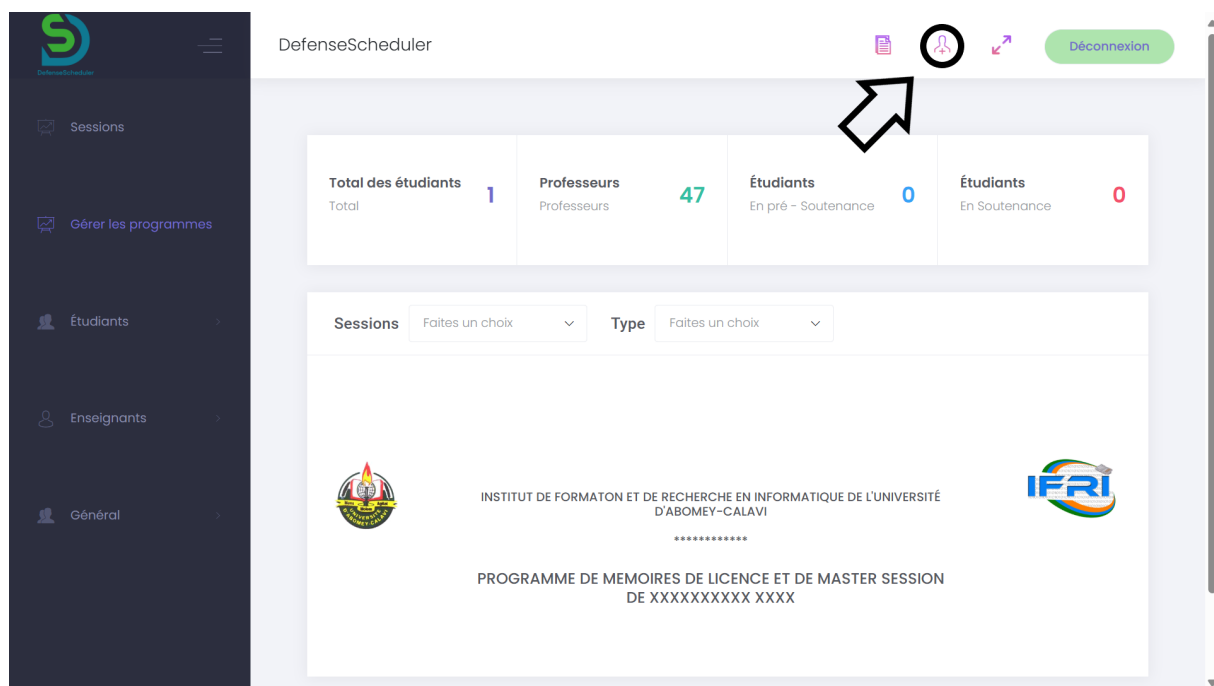 DefenseScheduler
DefenseScheduler
Déconnexion
Sessions
Gérer les programmes
Étudiants
Enseignants
Général
Total des étudiants
Total
1
Professeurs
Professeurs
47
Étudiants
En pré - Soutenance
0
Étudiants
En Soutenance
0
Sessions Faites un choix Type Faites un choix
INSTITUT DE FORMATON ET DE RECHERCHE EN INFORMATIQUE DE L'UNIVERSITÉ
D'ABOMEY-CALAVI
************
PROGRAMME DE MEMOIRES DE LICENCE ET DE MASTER SESSION
DE XXXXXXXXXX XXXX
UNIVERSITE
D'ABOMEY-CALAVI
IFRI